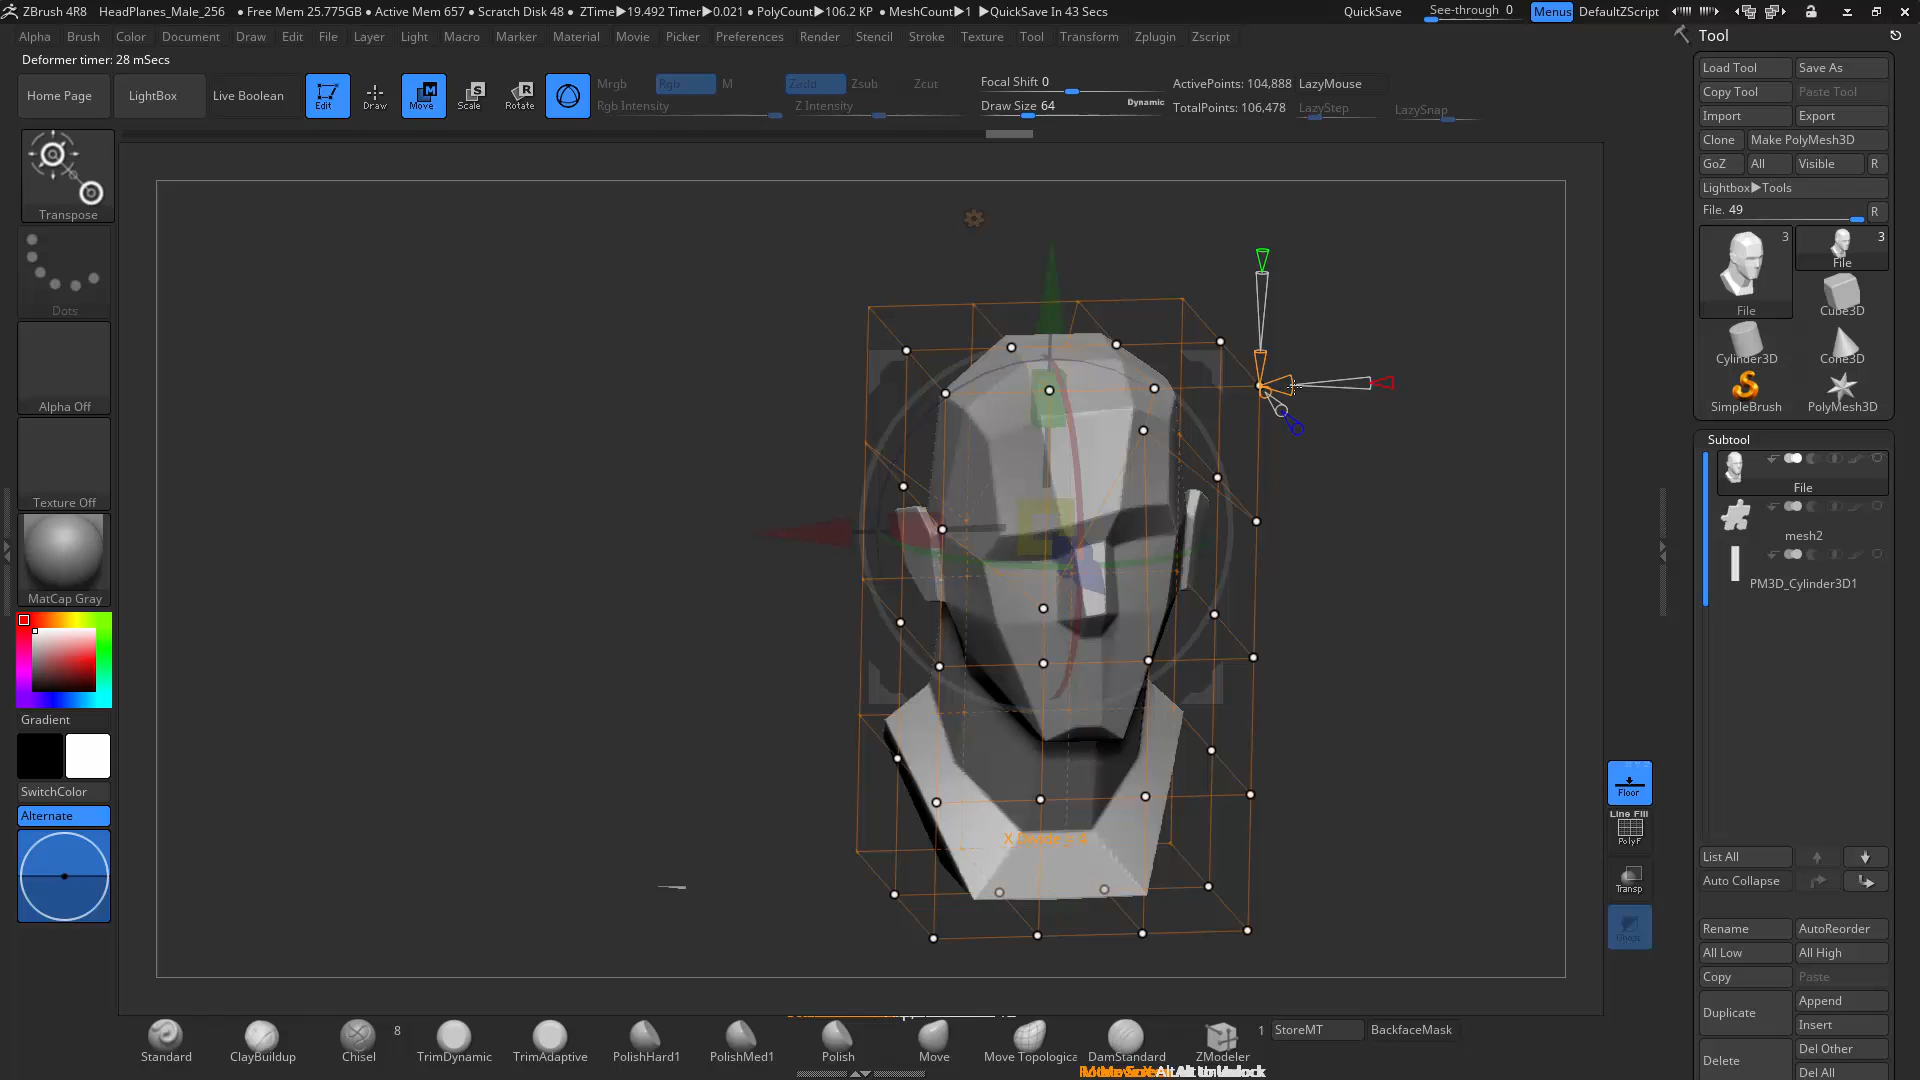 ZBrush 4R8 HeadPlanes_Male_256 • Free Mem 25.775GB • Active Mem 657 • Scratch Disk 48 • ZTime▶19.492 Timer▶0.021 • PolyCount▶106.2 KP • MeshCount▶1 ▶QuickSave In 43 Secs QuickSave See-through 0 Menus DefaultZScript
Alpha Brush Color Document Draw Edit File Layer Light Macro Marker Material Movie Picker Preferences Render Stencil Stroke Texture Tool Transform Zplugin Zscript
Tool
Deformer timer: 28 mSecs
Home Page LightBox Live Boolean Edit Draw Move Scale Rotate
Mrgb Rgb M Zadd Zsub Zcut
Rgb Intensity Z Intensity
Focal Shift 0
Draw Size 64 Dynamic
ActivePoints: 104,888 LazyMouse
TotalPoints: 106,478 LazyStep LazySnap
Load Tool Save As
Copy Tool Paste Tool
Import Export
Clone Make PolyMesh3D
GoZ All Visible R
Lightbox▶Tools
File. 49 R
3 3
File
File Cube3D
Cylinder3D Cone3D
SimpleBrush PolyMesh3D
Subtool
File
mesh2
PM3D_Cylinder3D1
List All
Auto Collapse
Rename AutoReorder
All Low All High
Copy Paste
Duplicate Append
Insert
Delete Del Other
Del All
Transpose
Dots
Alpha Off
Texture Off
MatCap Gray
Gradient
SwitchColor
Alternate
Floor
Line Fill
PolyF
Transp
Ghost
Standard ClayBuildup Chisel 8 TrimDynamic TrimAdaptive PolishHard1 PolishMed1 Polish Move Move Topologica DamStandard ZModeler 1 StoreMT BackfaceMask